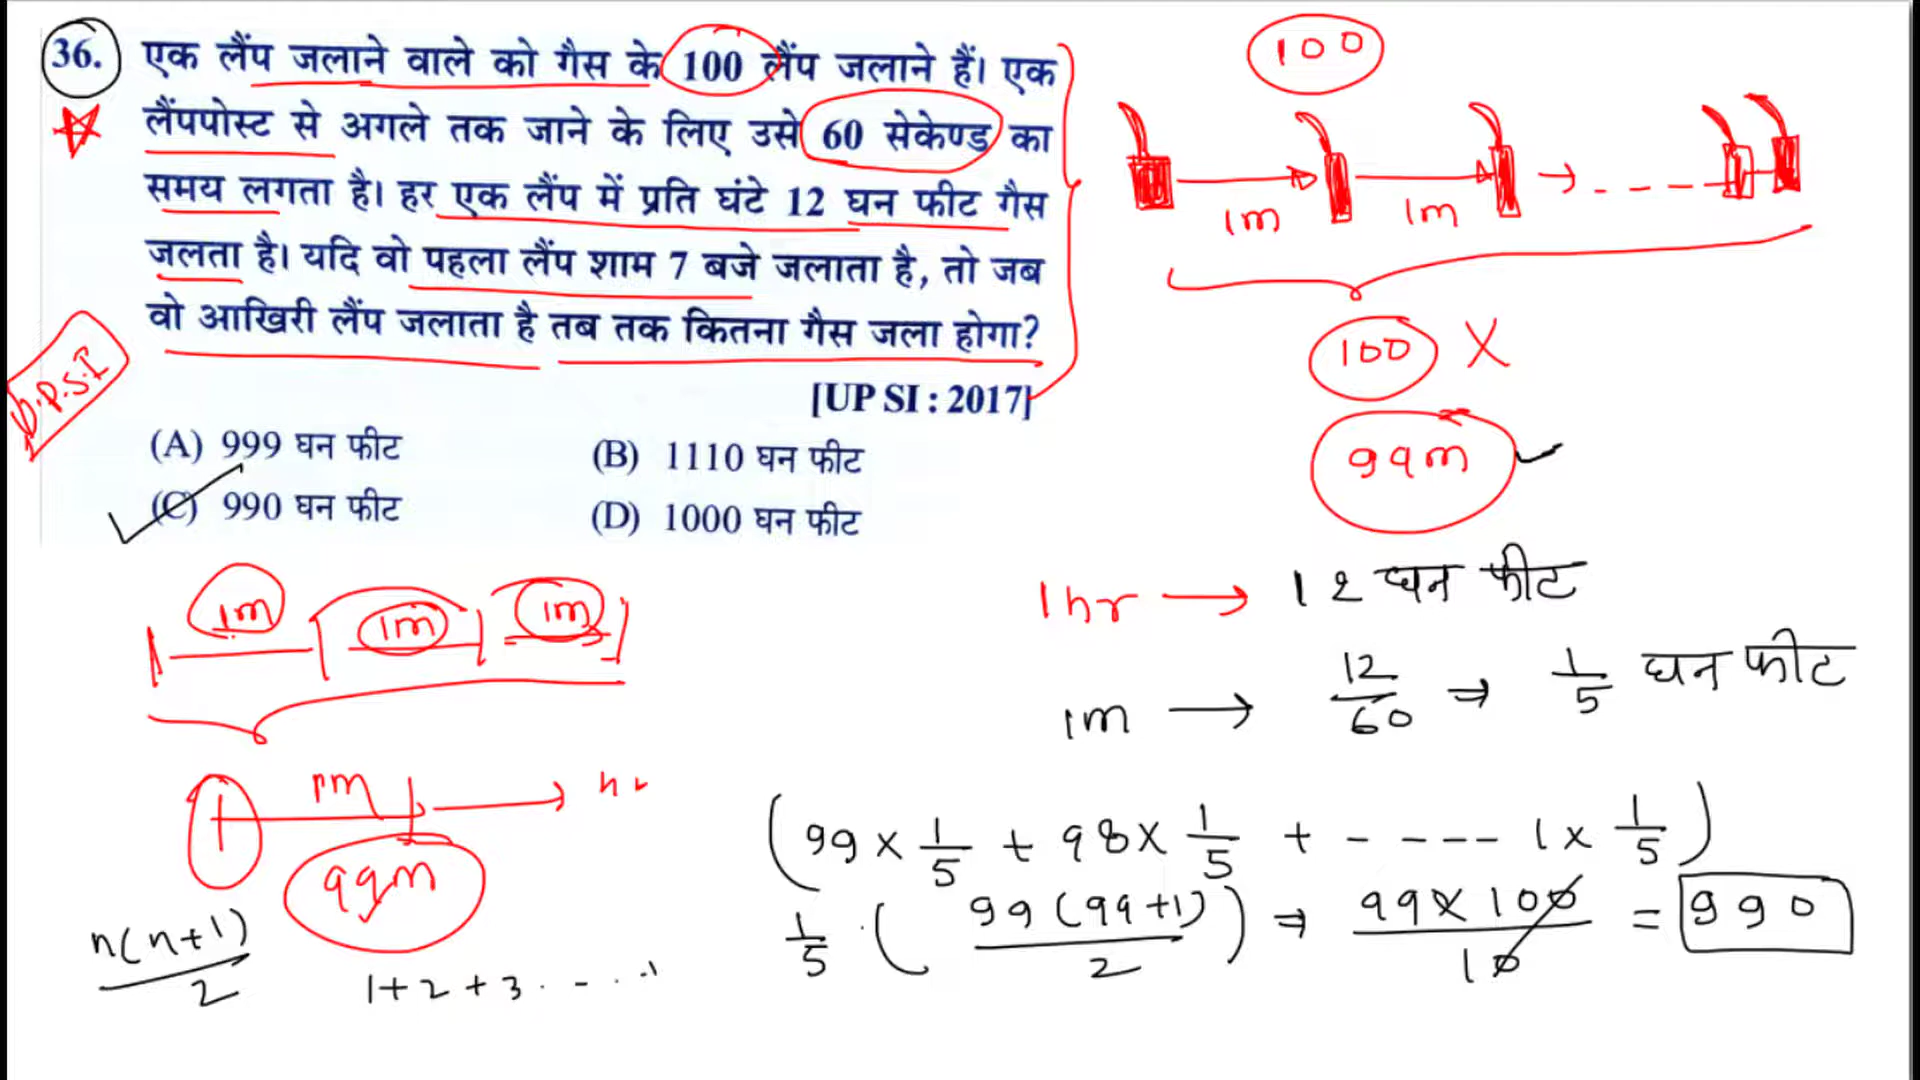 36. एक लैंप जलाने वाले को गैस के 100 लैंप जलाने हैं। एक
लैंपपोस्ट से अगले तक जाने के लिए उसे 60 सेकेण्ड का
समय लगता है। हर एक लैंप में प्रति घंटे 12 घन फीट गैस
जलता है। यदि वो पहला लैंप शाम 7 बजे जलाता है, तो जब
वो आखिरी लैंप जलाता है तब तक कितना गैस जला होगा?
[UP SI : 2017]
(A) 999 घन फीट (B) 1110 घन फीट
(C) 990 घन फीट (D) 1000 घन फीट
100
1m 1m
100 X
99m
1m 1m 1m
1m
99m
n(n+1)/2
1+2+3
1hr → 12 घन फीट
1m → 12/60 ⇒ 1/5 घन फीट
(99 × 1/5 + 98 × 1/5 + - ---- 1 × 1/5)
1/5 · (99(99+1)/2) ⇒ 99×100/10 = 990